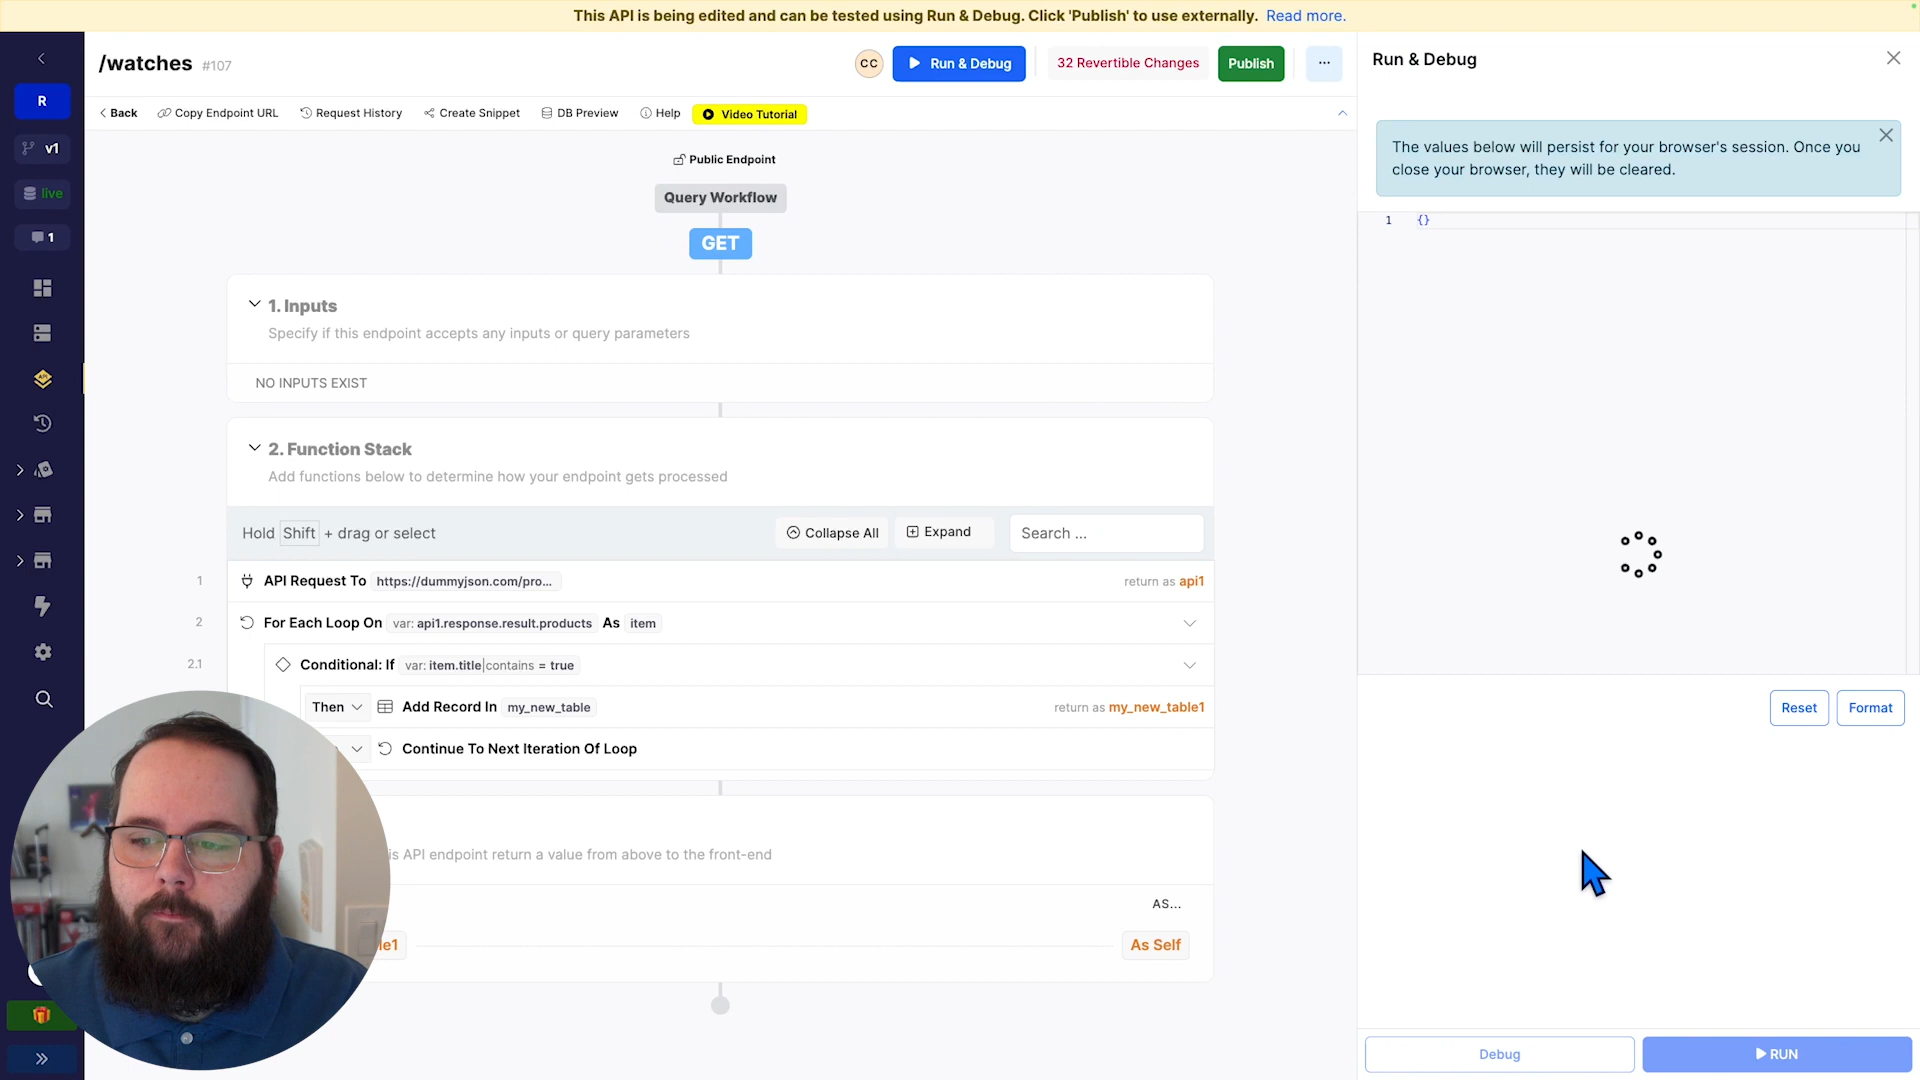 This API is being edited and can be tested using Run & Debug. Click 'Publish' to use externally. Read more.
R
v1
live
1
/watches #107
CC
Run & Debug
32 Revertible Changes
Publish
...
Back
Copy Endpoint URL
Request History
Create Snippet
DB Preview
Help
Video Tutorial
Public Endpoint
Query Workflow
GET
1. Inputs
Specify if this endpoint accepts any inputs or query parameters
NO INPUTS EXIST
2. Function Stack
Add functions below to determine how your endpoint gets processed
Hold Shift + drag or select
Collapse All
Expand
Search ...
1 API Request To https://dummyjson.com/pro... return as api1
2 For Each Loop On var: api1.response.result.products As item
2.1 Conditional: If var: item.title|contains = true
Then Add Record In my_new_table return as my_new_table1
Continue To Next Iteration Of Loop
is API endpoint return a value from above to the front-end
AS...
le1
As Self
Run & Debug
The values below will persist for your browser's session. Once you
close your browser, they will be cleared.
1 {}
Reset
Format
Debug
RUN